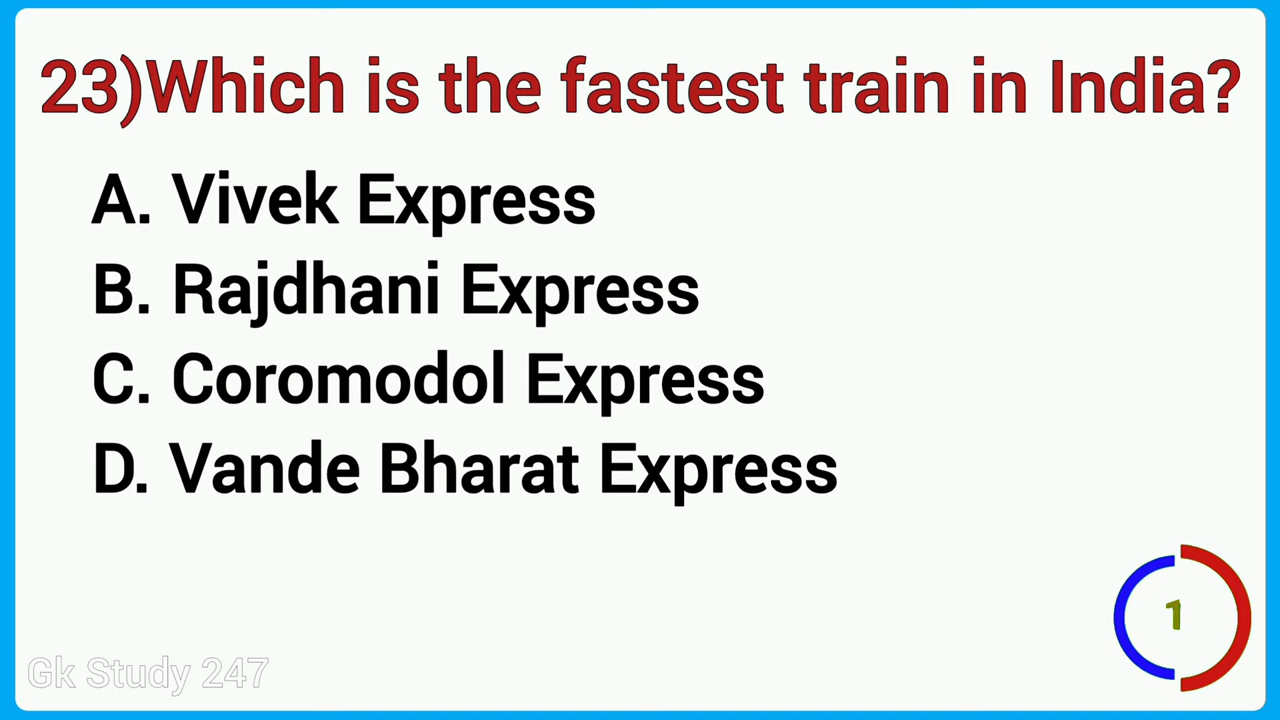 23)Which is the fastest train in India?
A. Vivek Express
B. Rajdhani Express
C. Coromodol Express
D. Vande Bharat Express
1
Gk Study 247